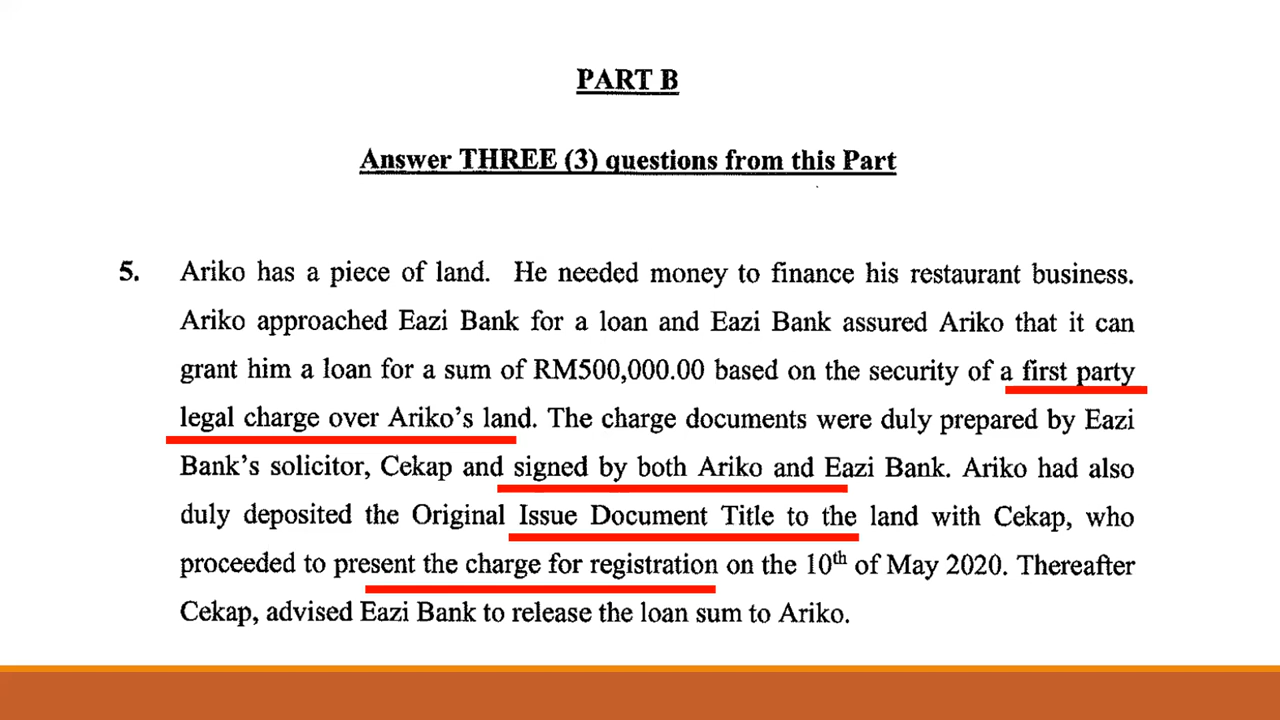 PART B
Answer THREE (3) questions from this Part
5. Ariko has a piece of land. He needed money to finance his restaurant business.
Ariko approached Eazi Bank for a loan and Eazi Bank assured Ariko that it can
grant him a loan for a sum of RM500,000.00 based on the security of a first party
legal charge over Ariko's land. The charge documents were duly prepared by Eazi
Bank's solicitor, Cekap and signed by both Ariko and Eazi Bank. Ariko had also
duly deposited the Original Issue Document Title to the land with Cekap, who
proceeded to present the charge for registration on the 10th of May 2020. Thereafter
Cekap, advised Eazi Bank to release the loan sum to Ariko.